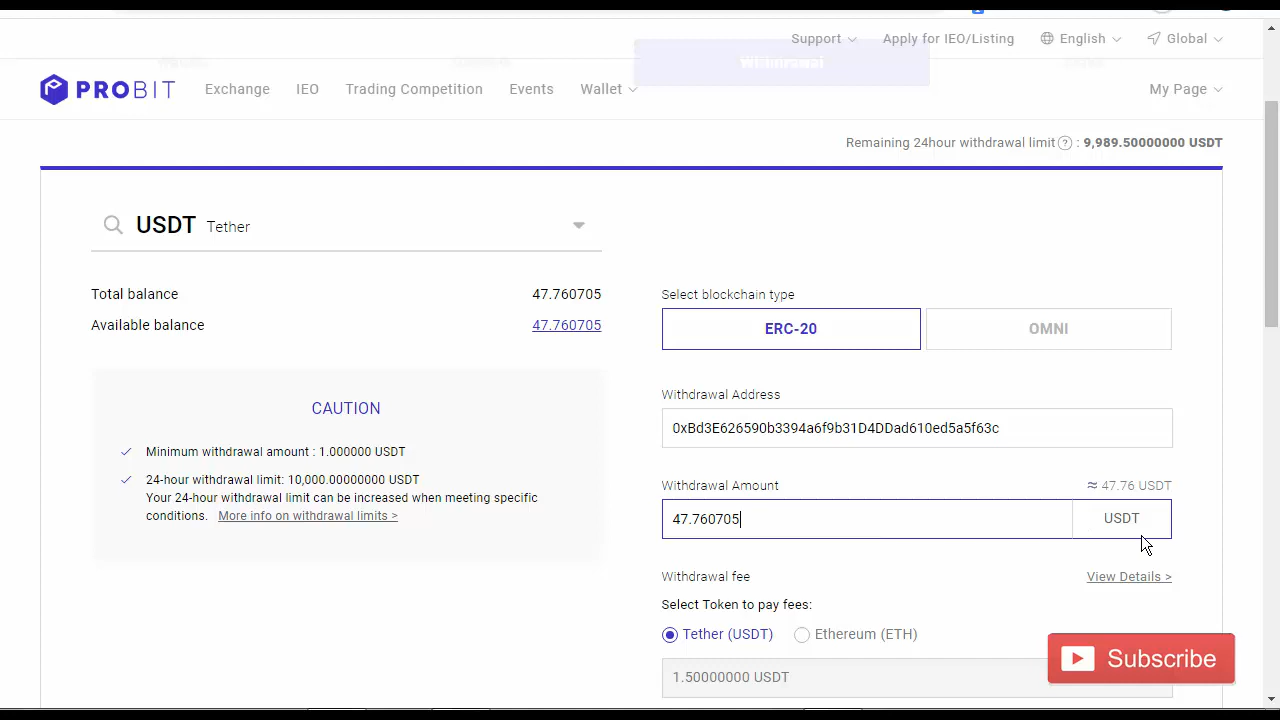 Support
Apply for IEO/Listing
English
Global
Withdrawal
PROBIT
Exchange
IEO
Trading Competition
Events
Wallet
My Page
Remaining 24hour withdrawal limit ? : 9,989.50000000 USDT
USDT Tether
Total balance 47.760705
Available balance 47.760705
CAUTION
Minimum withdrawal amount : 1.000000 USDT
24-hour withdrawal limit: 10,000.00000000 USDT
Your 24-hour withdrawal limit can be increased when meeting specific
conditions. More info on withdrawal limits >
Select blockchain type
ERC-20
OMNI
Withdrawal Address
0xBd3E626590b3394a6f9b31D4DDad610ed5a5f63c
Withdrawal Amount ≈ 47.76 USDT
47.760705 USDT
Withdrawal fee View Details >
Select Token to pay fees:
Tether (USDT) Ethereum (ETH)
1.50000000 USDT
Subscribe